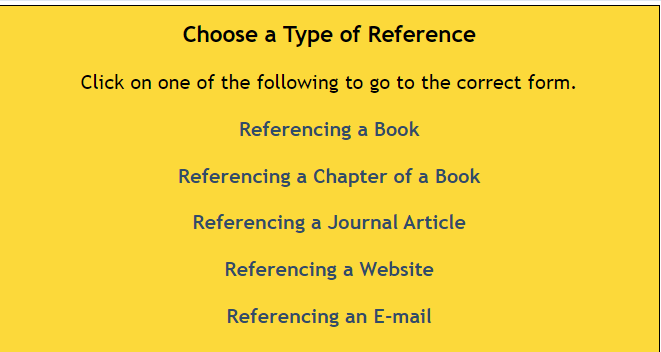 Choose a Type of Reference
Click on one of the following to go to the correct form.
Referencing a Book
Referencing a Chapter of a Book
Referencing a Journal Article
Referencing a Website
Referencing an E-mail